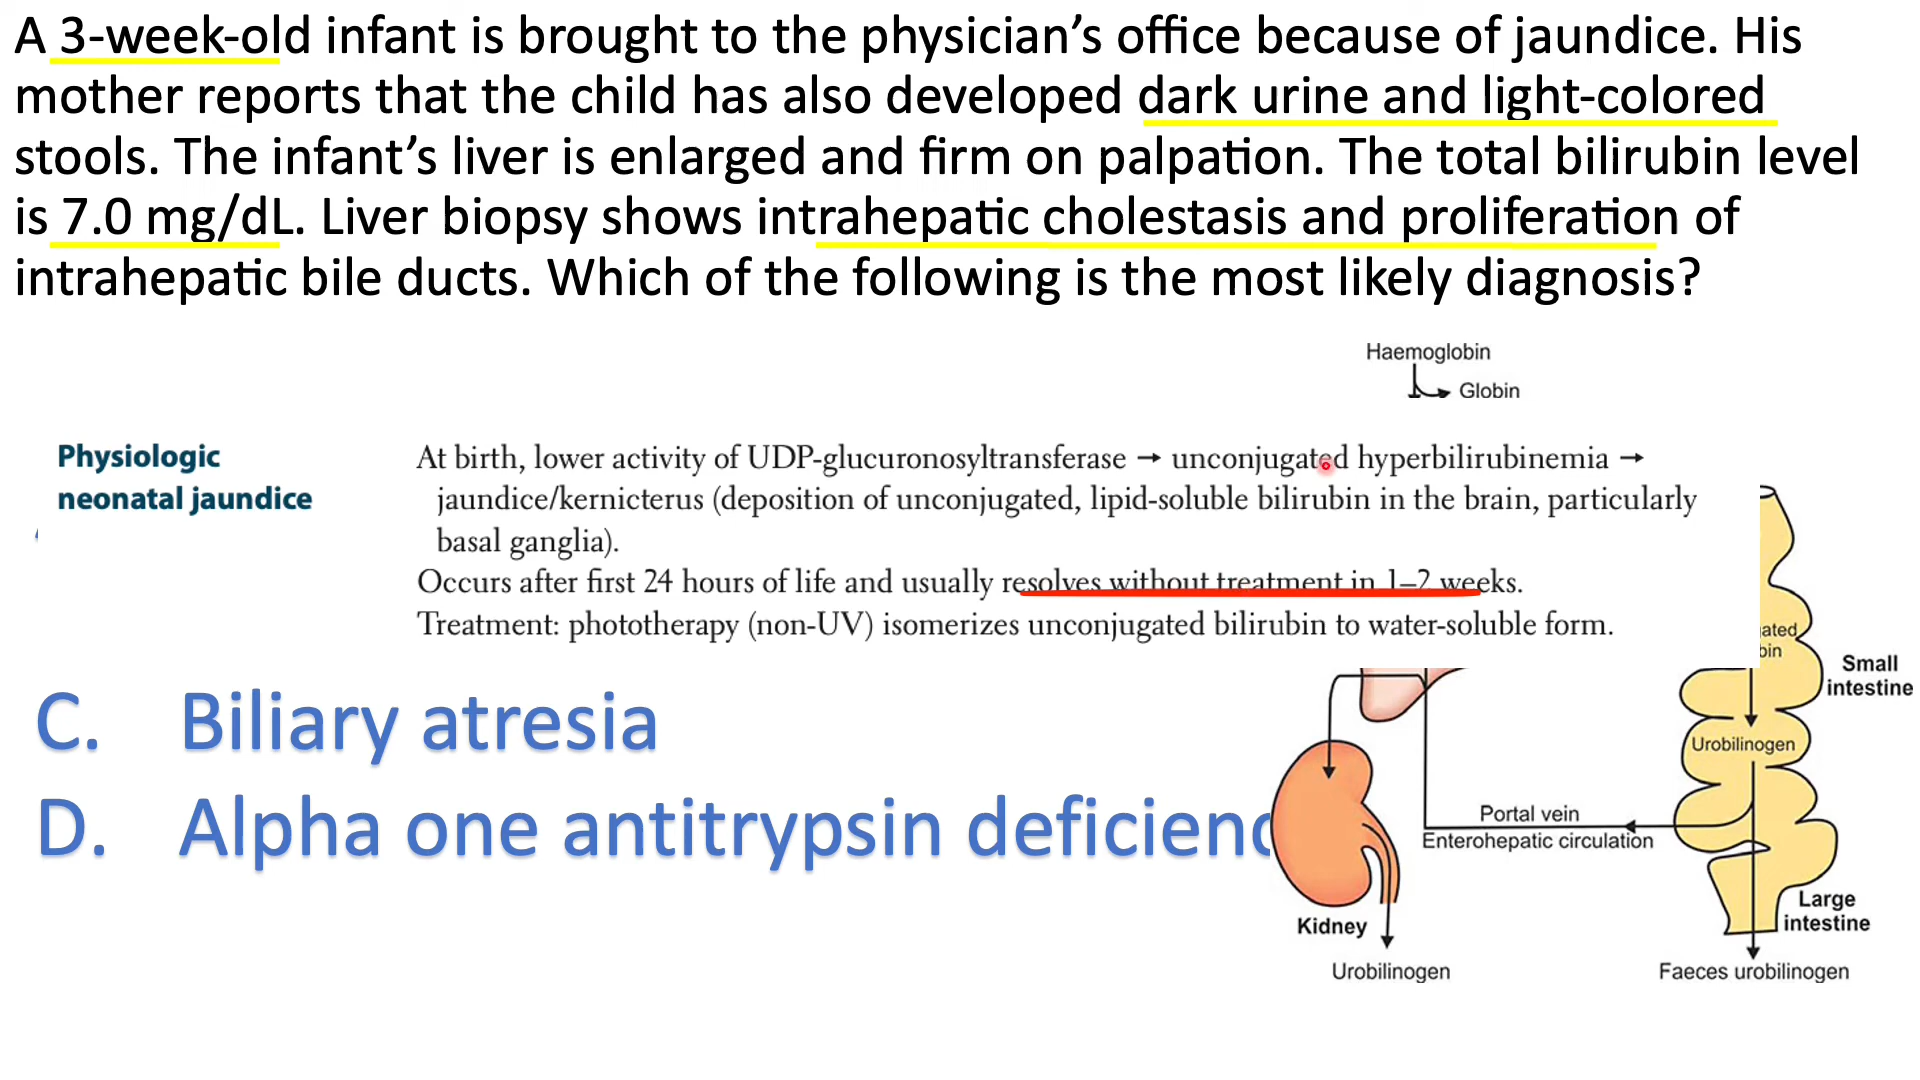 A 3-week-old infant is brought to the physician’s office because of jaundice. His
mother reports that the child has also developed dark urine and light-colored
stools. The infant’s liver is enlarged and firm on palpation. The total bilirubin level
is 7.0 mg/dL. Liver biopsy shows intrahepatic cholestasis and proliferation of
intrahepatic bile ducts. Which of the following is the most likely diagnosis?
Haemoglobin
Globin
Physiologic
neonatal jaundice
At birth, lower activity of UDP-glucuronosyltransferase → unconjugated hyperbilirubinemia →
jaundice/kernicterus (deposition of unconjugated, lipid-soluble bilirubin in the brain, particularly
basal ganglia).
Occurs after first 24 hours of life and usually resolves without treatment in 1–2 weeks.
Treatment: phototherapy (non-UV) isomerizes unconjugated bilirubin to water-soluble form.
C. Biliary atresia
D. Alpha one antitrypsin
Small
intestine
Urobilinogen
Portal vein
Enterohepatic circulation
Large
intestine
Kidney
Urobilinogen
Faeces urobilinogen